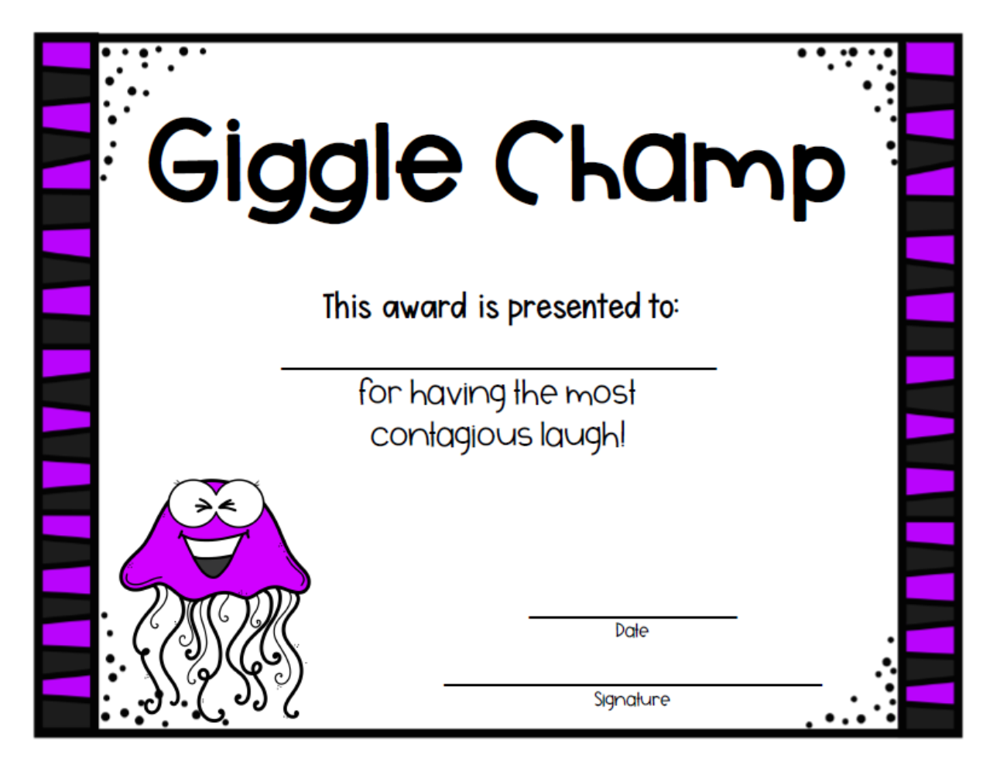 Giggle Champ
This award is presented to:
for having the most
contagious laugh!
Date
Signature